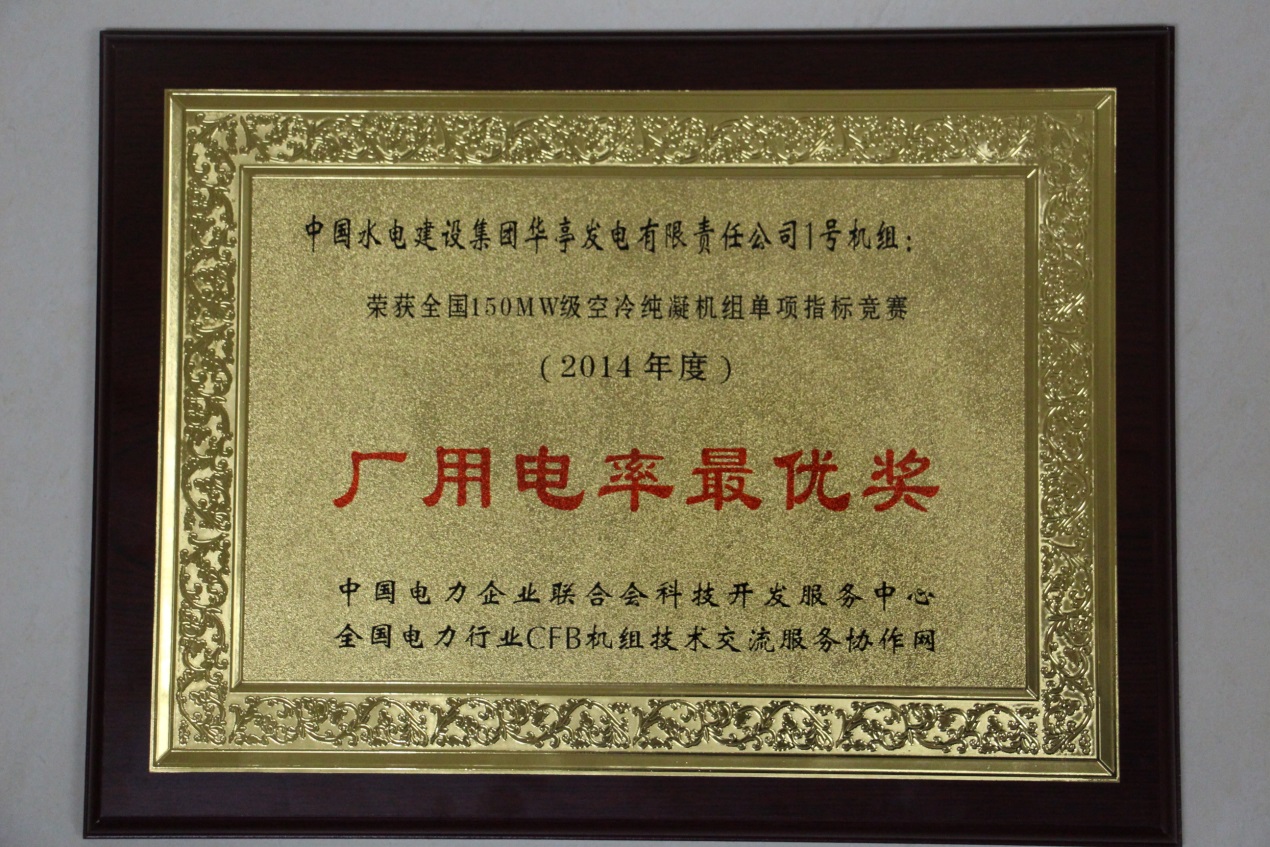 中国水电建设集团华亭发电有限责任公司1号机组：
荣获全国150MW级空冷纯凝机组单项指标竞赛
（2014年度）
厂用电率最优奖
中国电力企业联合会科技开发服务中心
全国电力行业CFB机组技术交流服务协作网